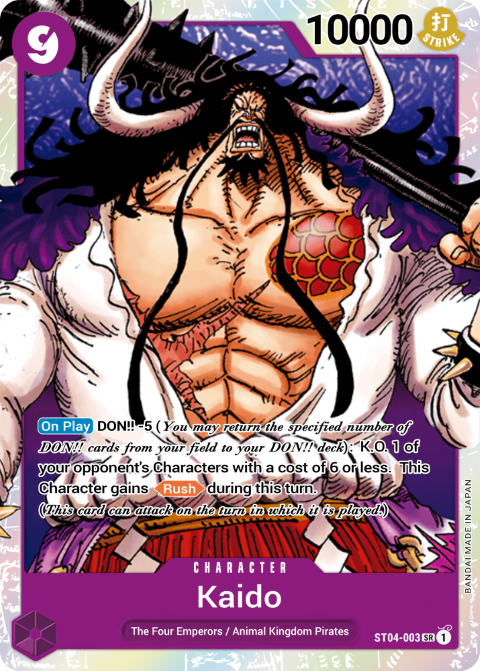 9
10000
打
STRIKE
On Play DON!! -5 (You may return the specified number of
DON!! cards from your field to your DON!! deck): K.O. 1 of
your opponent's Characters with a cost of 6 or less. This
Character gains Rush during this turn.
(This card can attack on the turn in which it is played.)
BANDAI MADE IN JAPAN
CHARACTER
Kaido
The Four Emperors / Animal Kingdom Pirates
ST04-003 SR 1